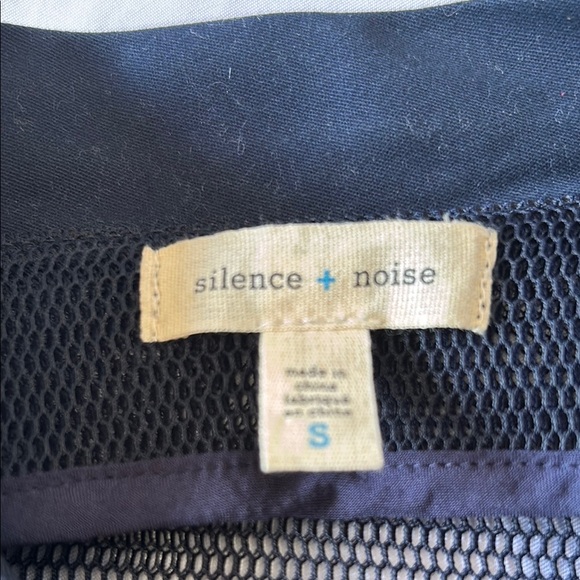 silence + noise
made in
china
fabriqué
en chine
S